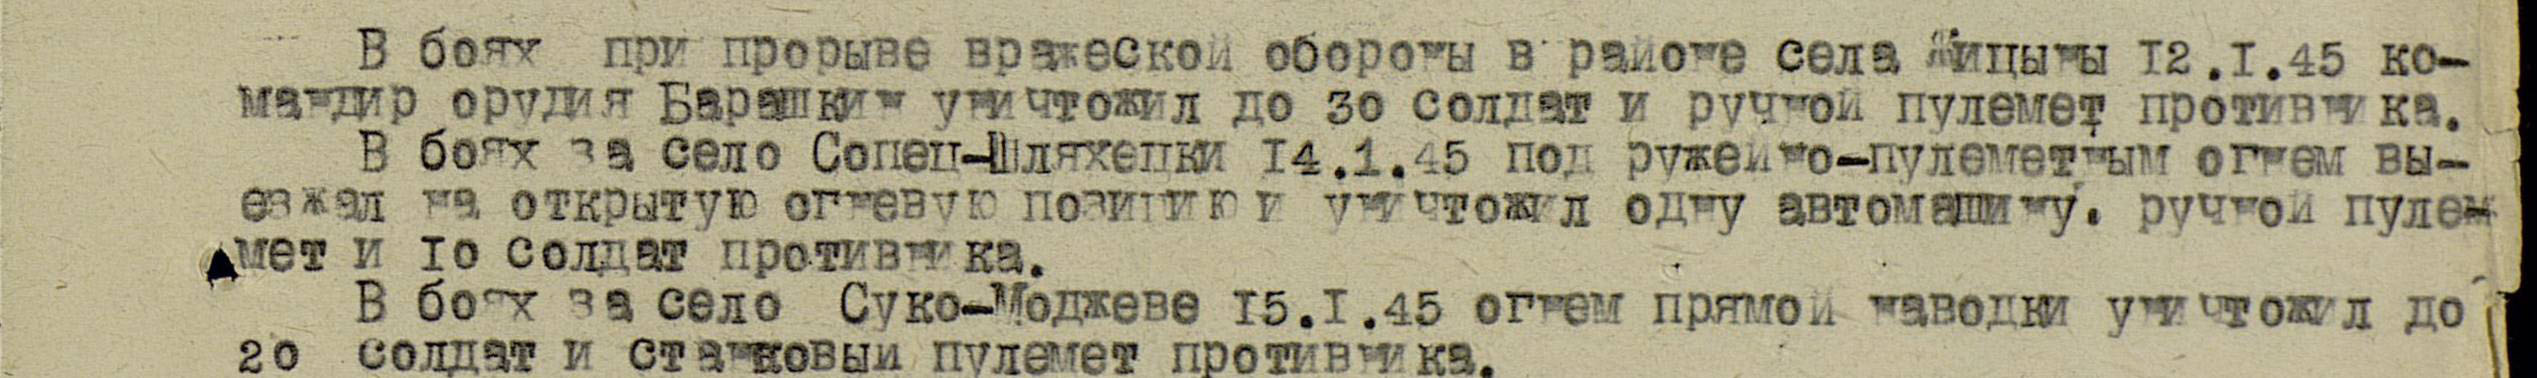 В боях при прорыве вражеской обороны в районе села Жицыны I2.I.45 ко-
мандир орудия Барашкин уничтожил до 30 солдат и ручной пулемет противника.
В боях за село Сопец-Шляхецки I4.1.45 под ружейно-пулеметным огнем вы-
езжал на открытую огневую позицию и уничтожил одну автомашину. ручной пуле-
мет и I0 солдат противника.
В боях за село Суко-Моджеве I5.I.45 огнем прямой наводки уничтожил до
20 солдат и станковый пулемет противника.